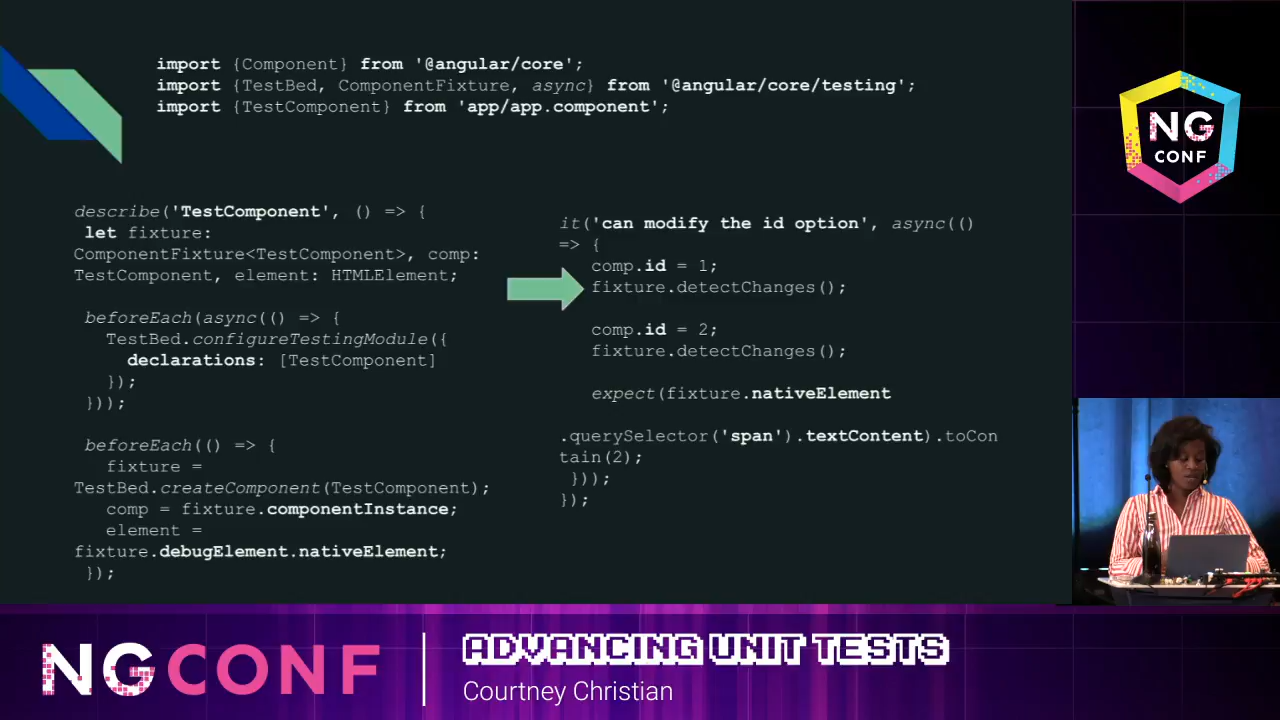 import {Component} from '@angular/core';
import {TestBed, ComponentFixture, async} from '@angular/core/testing';
import {TestComponent} from 'app/app.component';
describe('TestComponent', () => {
let fixture:
ComponentFixture<TestComponent>, comp:
TestComponent, element: HTMLElement;
beforeEach(async(() => {
TestBed.configureTestingModule({
declarations: [TestComponent]
});
}));
beforeEach(() => {
fixture =
TestBed.createComponent(TestComponent);
comp = fixture.componentInstance;
element =
fixture.debugElement.nativeElement;
});
it('can modify the id option', async(()
=> {
comp.id = 1;
fixture.detectChanges();
comp.id = 2;
fixture.detectChanges();
expect(fixture.nativeElement
.querySelector('span').textContent).toCon
tain(2);
}));
});
NG
CONF
NGCONF
ADVANCING UNIT TESTS
Courtney Christian